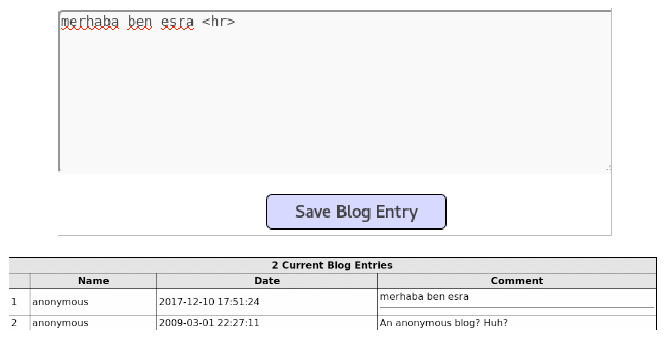 merhaba ben esra <hr>
Save Blog Entry
2 Current Blog Entries
Name Date Comment
1 anonymous 2017-12-10 17:51:24 merhaba ben esra
2 anonymous 2009-03-01 22:27:11 An anonymous blog? Huh?